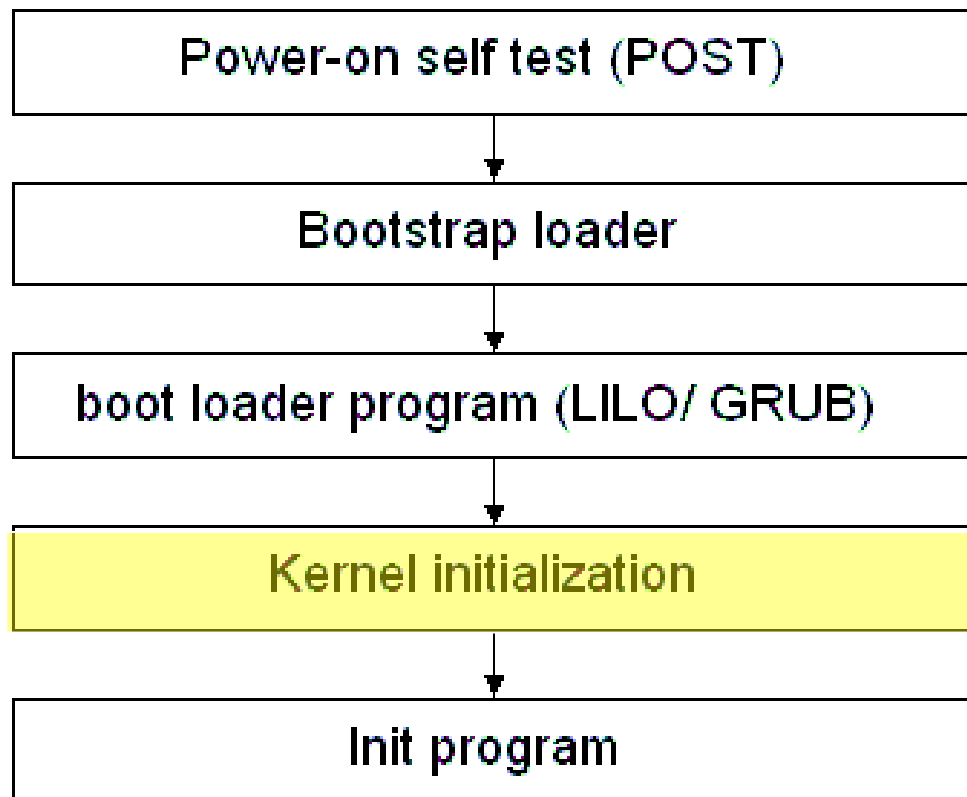 Power-on self test (POST)
Bootstrap loader
boot loader program (LILO/ GRUB)
Kernel initialization
Init program